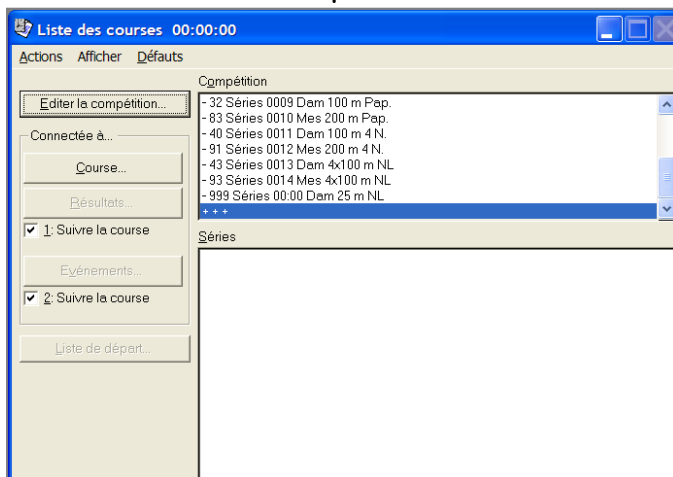 Liste des courses 00:00:00
Actions Afficher Défauts
Compétition
Editer la compétition...
- 32 Séries 0009 Dam 100 m Pap.
- 83 Séries 0010 Mes 200 m Pap.
- 40 Séries 0011 Dam 100 m 4 N.
- 91 Séries 0012 Mes 200 m 4 N.
- 43 Séries 0013 Dam 4x100 m NL
- 93 Séries 0014 Mes 4x100 m NL
- 999 Séries 00:00 Dam 25 m NL
+ + +
Connectée à...
Course...
Résultats...
1: Suivre la course
Evénements...
2: Suivre la course
Liste de départ...
Séries